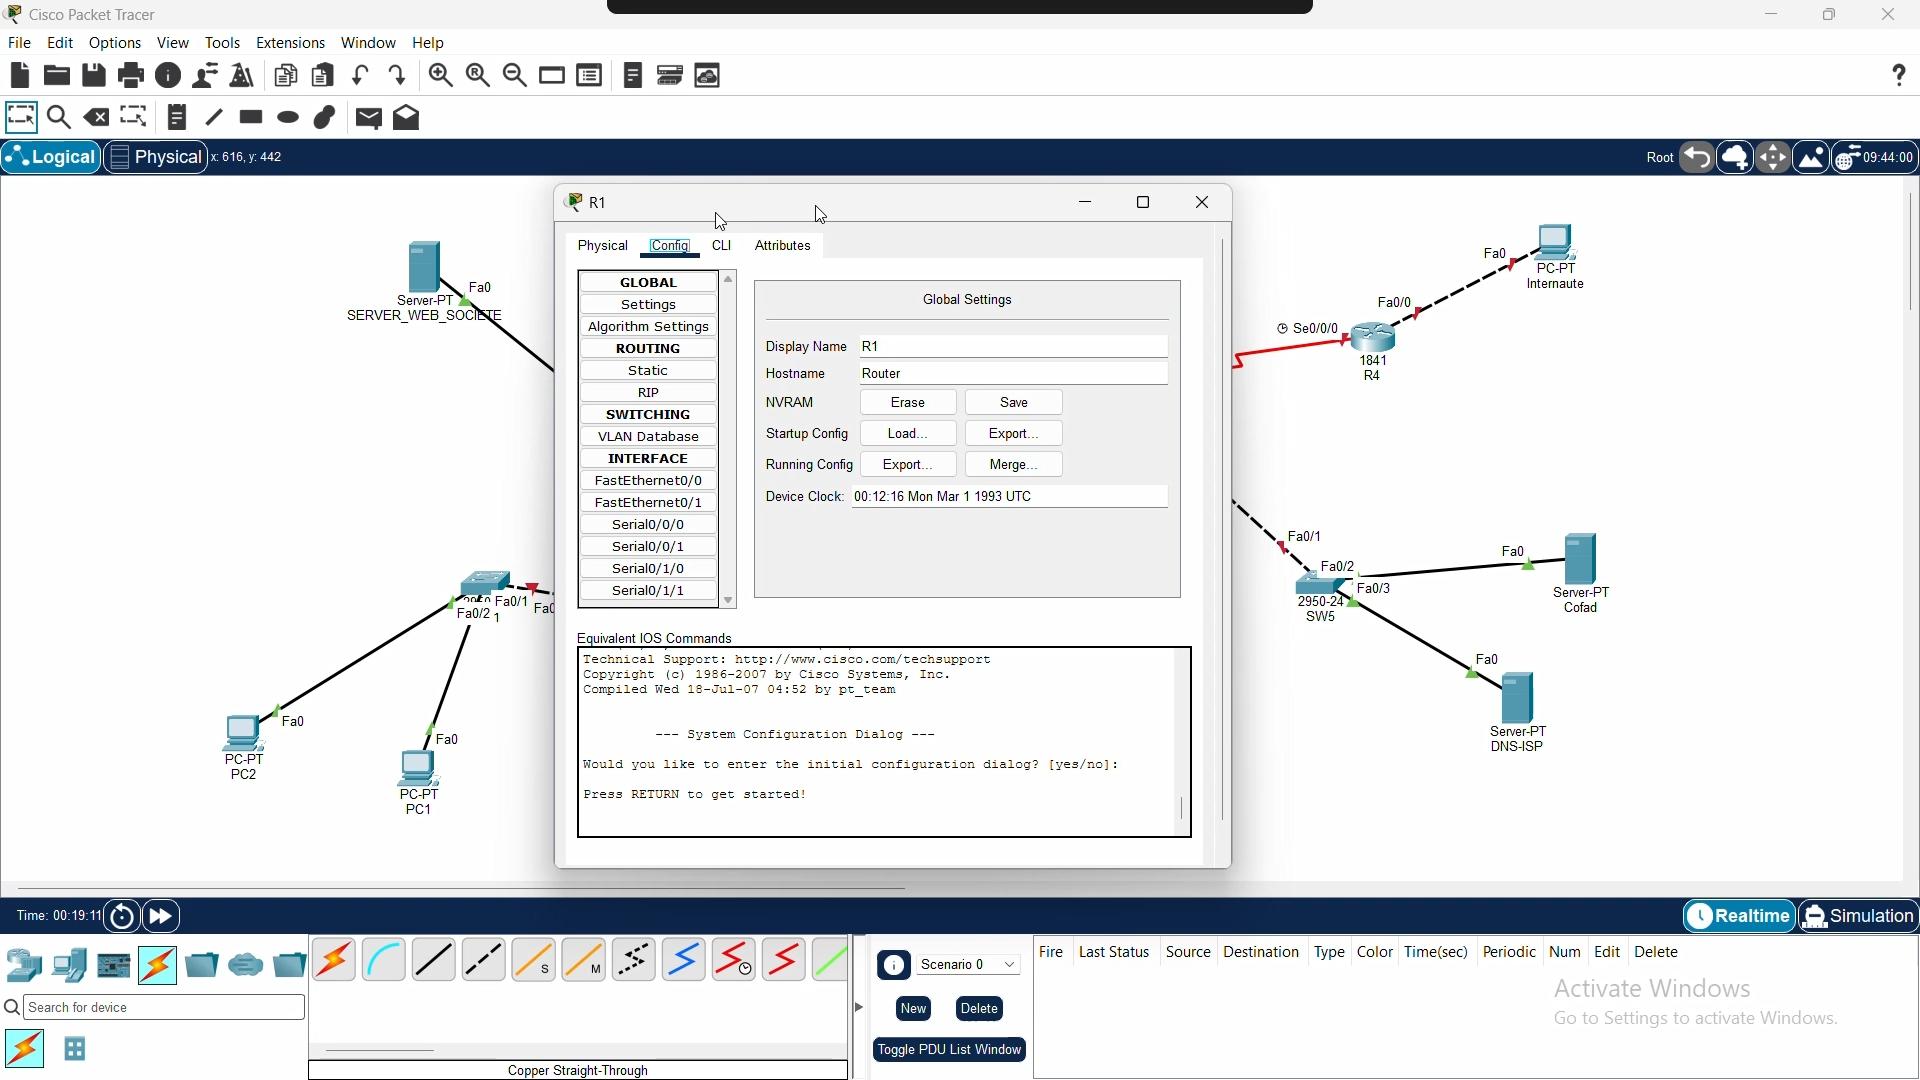 Cisco Packet Tracer
File Edit Options View Tools Extensions Window Help
Logical Physical x: 616, y: 442
Root 09:44:00
R1
Physical Config CLI Attributes
GLOBAL
Settings
Algorithm Settings
ROUTING
Static
RIP
SWITCHING
VLAN Database
INTERFACE
FastEthernet0/0
FastEthernet0/1
Serial0/0/0
Serial0/0/1
Serial0/1/0
Serial0/1/1
Global Settings
Display Name R1
Hostname Router
NVRAM Erase Save
Startup Config Load... Export...
Running Config Export... Merge...
Device Clock: 00:12:16 Mon Mar 1 1993 UTC
Equivalent IOS Commands
Technical Support: http://www.cisco.com/techsupport
Copyright (c) 1986-2007 by Cisco Systems, Inc.
Compiled Wed 18-Jul-07 04:52 by pt_team
--- System Configuration Dialog ---
Would you like to enter the initial configuration dialog? [yes/no]:
Press RETURN to get started!
Fa0
Server-PT
SERVER_WEB_SOCIETE
Fa0/1
Fa0/2
1
Fa0
PC-PT
PC2
Fa0
PC-PT
PC1
Fa0
PC-PT
Internaute
Fa0/0
Se0/0/0
1841
R4
Fa0/1
Fa0/2
Fa0/3
2950-24
SW5
Fa0
Server-PT
Cofad
Fa0
Server-PT
DNS-ISP
Time: 00:19:11
Realtime Simulation
Search for device
Copper Straight-Through
S
M
Scenario 0
New Delete
Toggle PDU List Window
Fire Last Status Source Destination Type Color Time(sec) Periodic Num Edit Delete
Activate Windows
Go to Settings to activate Windows.